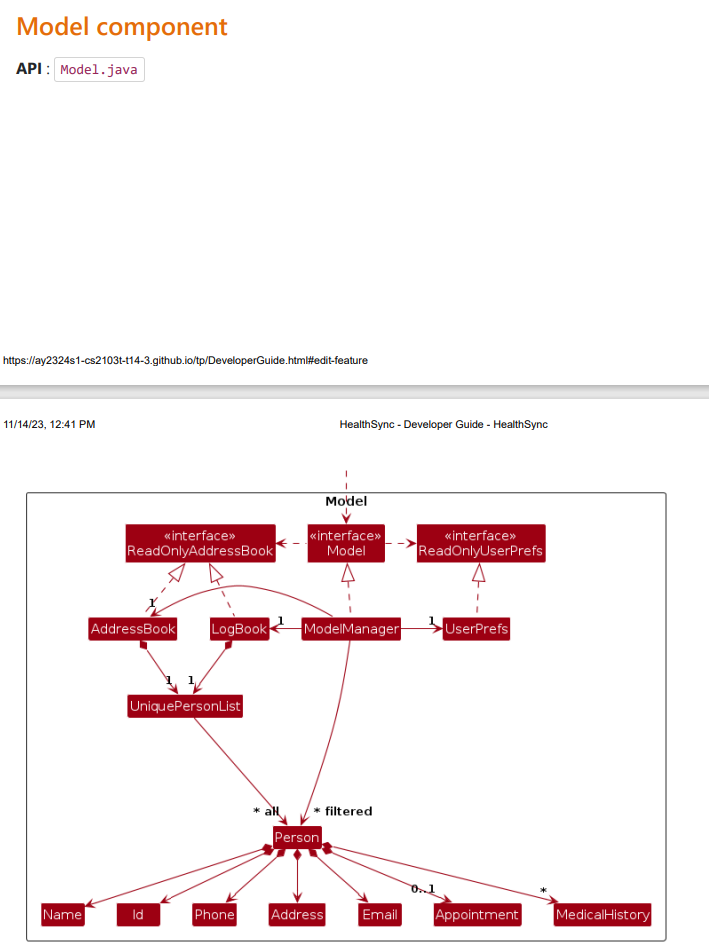 Model component
API : Model.java
https://ay2324s1-cs2103t-t14-3.github.io/tp/DeveloperGuide.html#edit-feature
11/14/23, 12:41 PM HealthSync - Developer Guide - HealthSync
Model
«interface»
ReadOnlyAddressBook
«interface»
Model
«interface»
ReadOnlyUserPrefs
1
AddressBook
LogBook
1
ModelManager
1
UserPrefs
1
1
UniquePersonList
* all
* filtered
Person
0..1
*
Name
Id
Phone
Address
Email
Appointment
MedicalHistory